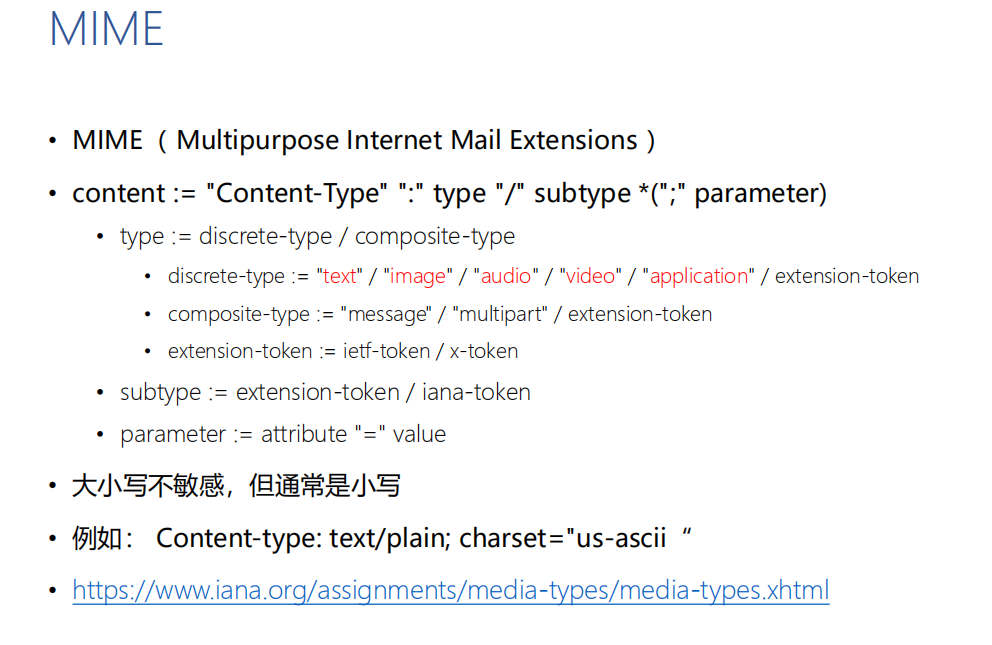 MIME
• MIME （ Multipurpose Internet Mail Extensions ）
• content := "Content-Type" ":" type "/" subtype *(";" parameter)
• type := discrete-type / composite-type
• discrete-type := "text" / "image" / "audio" / "video" / "application" / extension-token
• composite-type := "message" / "multipart" / extension-token
• extension-token := ietf-token / x-token
• subtype := extension-token / iana-token
• parameter := attribute "=" value
• 大小写不敏感，但通常是小写
• 例如： Content-type: text/plain; charset="us-ascii “
• https://www.iana.org/assignments/media-types/media-types.xhtml